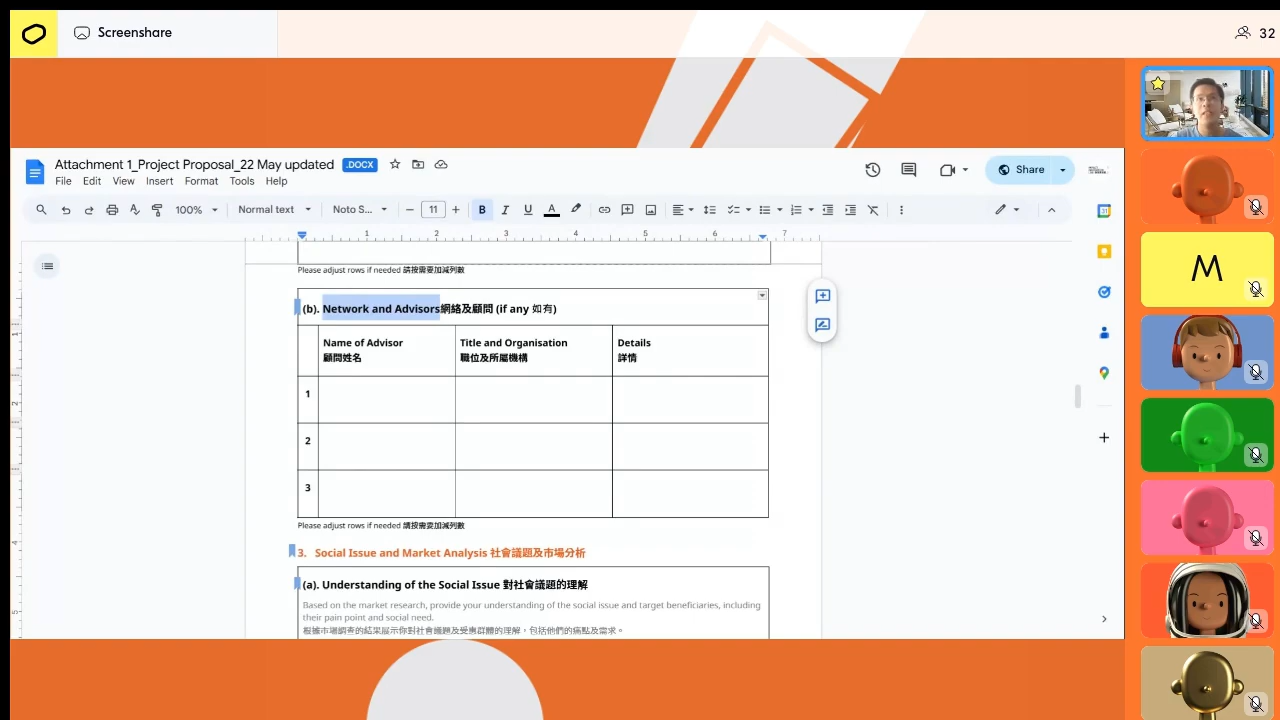 Screenshare
32
Attachment 1_Project Proposal_22 May updated .DOCX
File Edit View Insert Format Tools Help
Share
100% Normal text Noto S... 11 B I U A
1 2 3 4 5 6 7
Please adjust rows if needed 請按需要加減列數
(b). Network and Advisors網絡及顧問 (if any 如有)
Name of Advisor Title and Organisation Details
顧問姓名 職位及所屬機構 詳情
1
2
3
Please adjust rows if needed 請按需要加減列數
3. Social Issue and Market Analysis 社會議題及市場分析
(a). Understanding of the Social Issue 對社會議題的理解
Based on the market research, provide your understanding of the social issue and target beneficiaries, including
their pain point and social need.
根據市場調查的結果展示你對社會議題及受惠群體的理解，包括他們的痛點及需求。
M